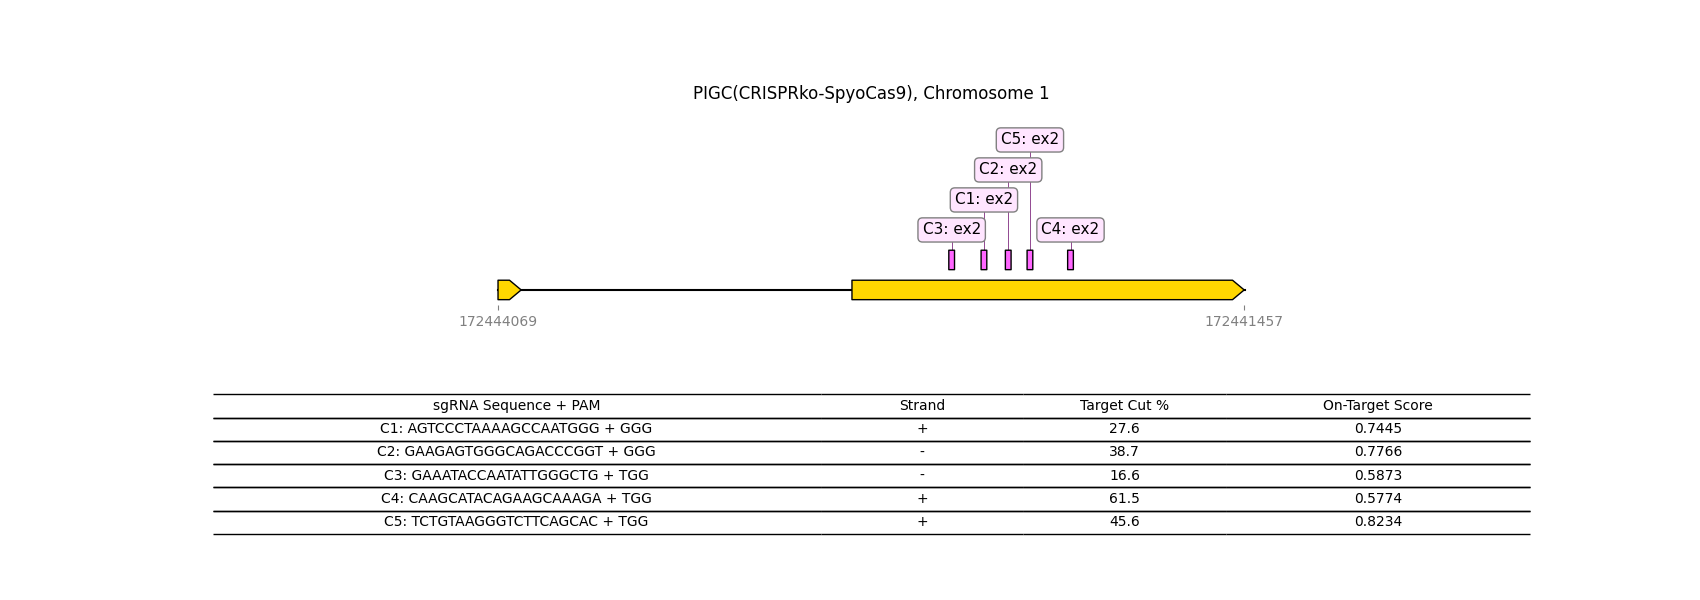 PIGC(CRISPRko-SpyoCas9), Chromosome 1
C5: ex2
C2: ex2
C1: ex2
C3: ex2 C4: ex2
172444069 172441457
sgRNA Sequence + PAM Strand Target Cut % On-Target Score
C1: AGTCCCTAAAAGCCAATGGG + GGG + 27.6 0.7445
C2: GAAGAGTGGGCAGACCCGGT + GGG - 38.7 0.7766
C3: GAAATACCAATATTGGGCTG + TGG - 16.6 0.5873
C4: CAAGCATACAGAAGCAAAGA + TGG + 61.5 0.5774
C5: TCTGTAAGGGTCTTCAGCAC + TGG + 45.6 0.8234